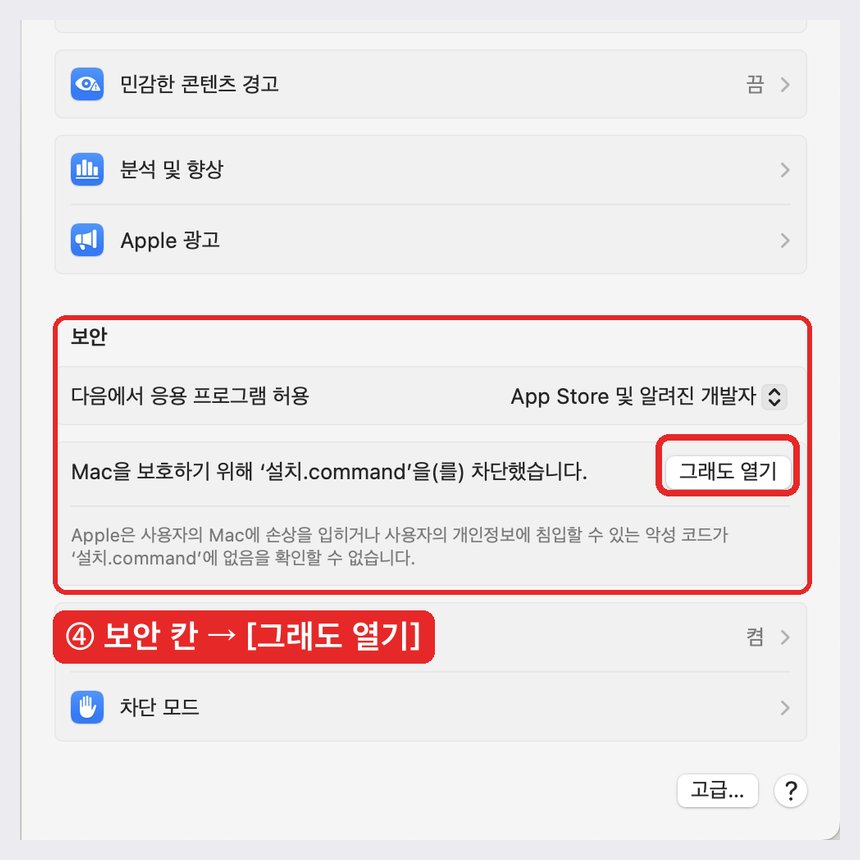 민감한 콘텐츠 경고 끔
분석 및 향상
Apple 광고
보안
다음에서 응용 프로그램 허용 App Store 및 알려진 개발자
Mac을 보호하기 위해 ‘설치.command’을(를) 차단했습니다. 그래도 열기
Apple은 사용자의 Mac에 손상을 입히거나 사용자의 개인정보에 침입할 수 있는 악성 코드가
‘설치.command’에 없음을 확인할 수 없습니다.
④ 보안 칸 → [그래도 열기] 켬
차단 모드
고급... ?